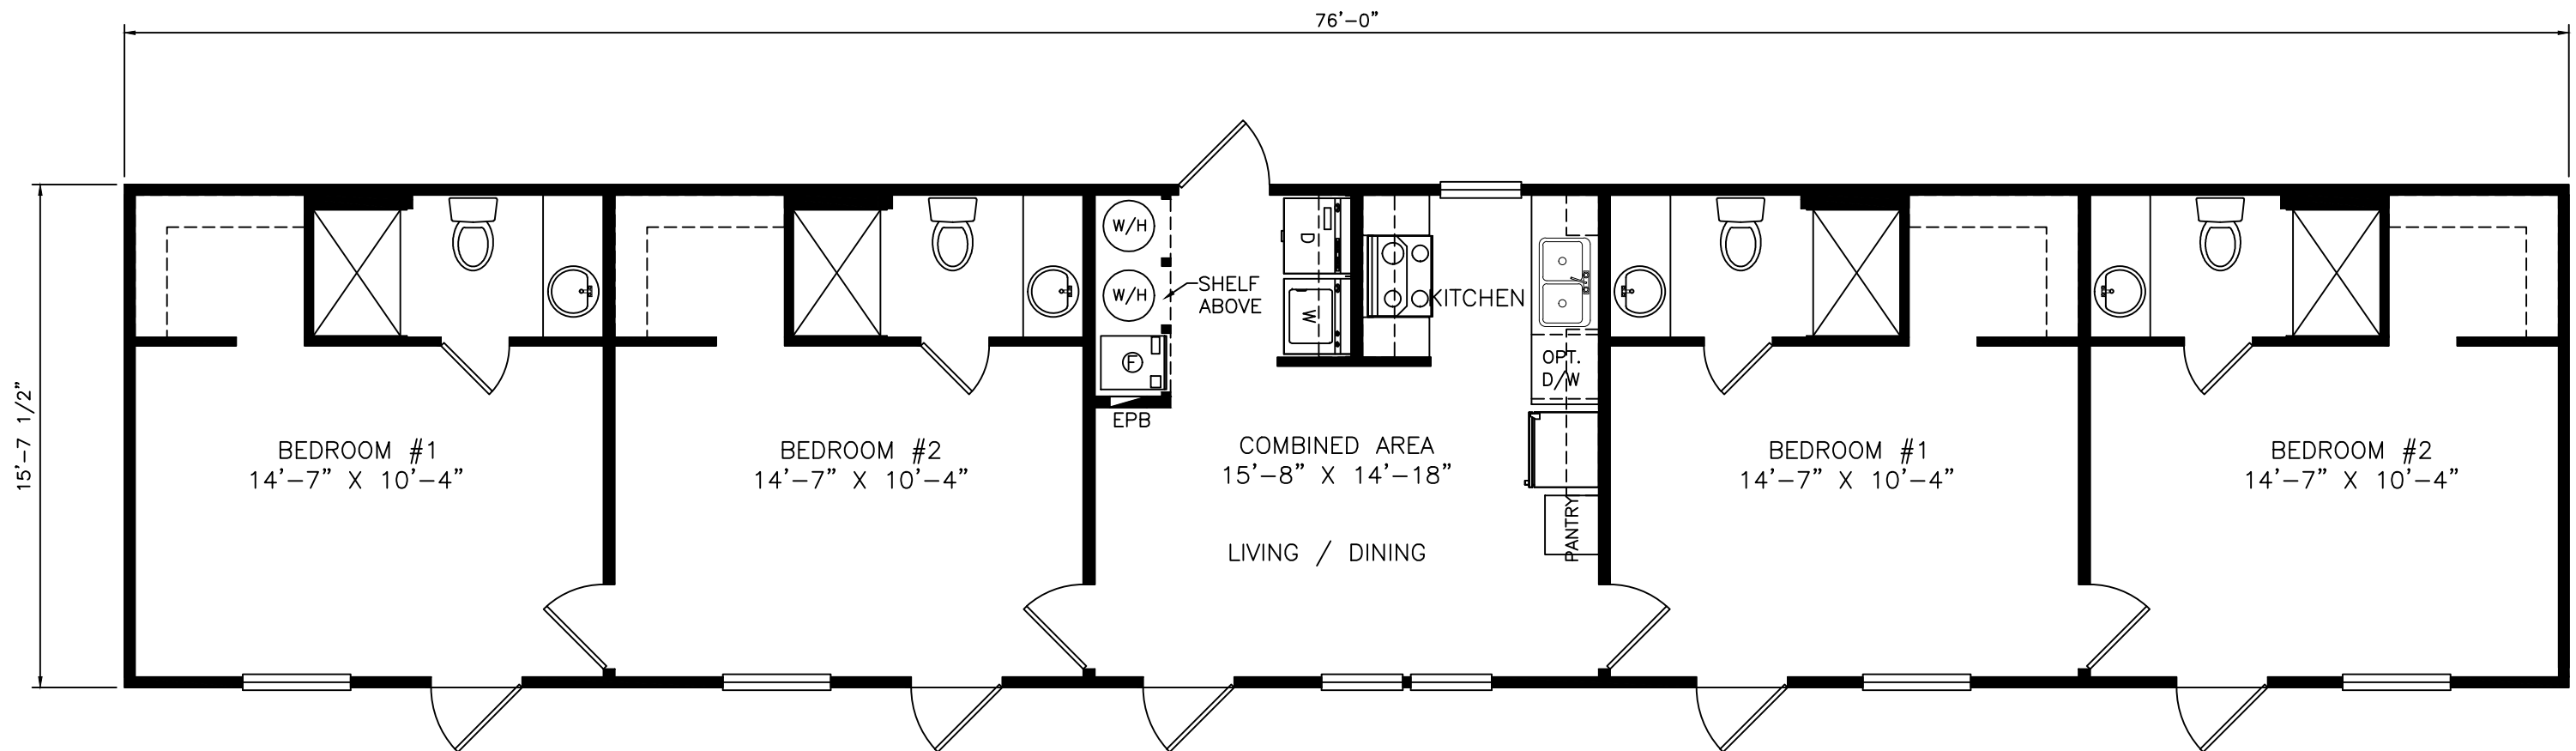 76'-0"
15'-7 1/2"
BEDROOM #1
14'-7" X 10'-4"
BEDROOM #2
14'-7" X 10'-4"
W/H
W/H
F
EPB
SHELF
ABOVE
D
W
KITCHEN
OPT.
D/W
COMBINED AREA
15'-8" X 14'-18"
LIVING / DINING
PANTRY
BEDROOM #1
14'-7" X 10'-4"
BEDROOM #2
14'-7" X 10'-4"